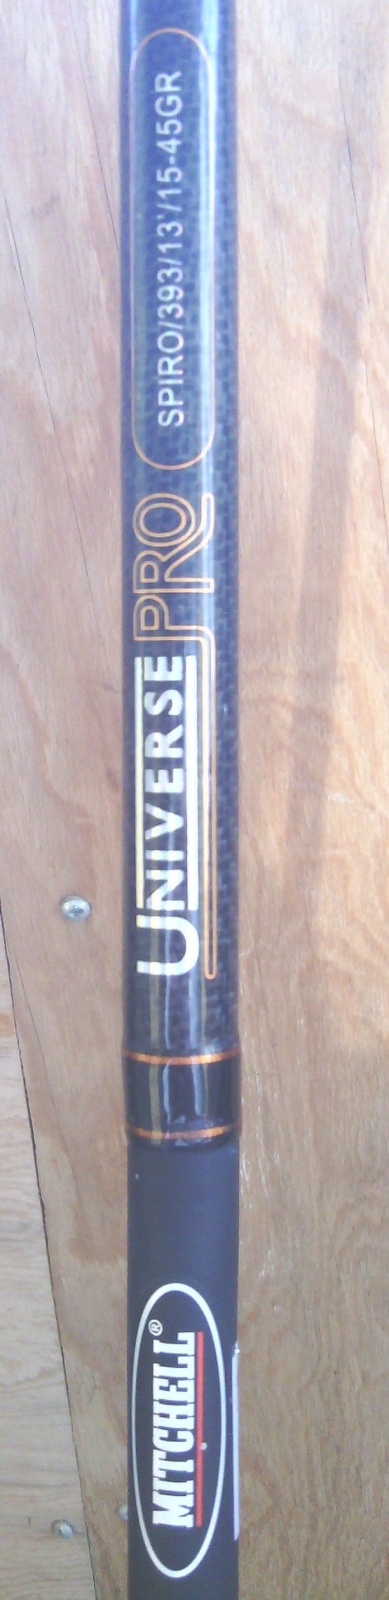 MITCHELL®
UNIVERSE PRO
SPIRO/393/13'/15-45GR